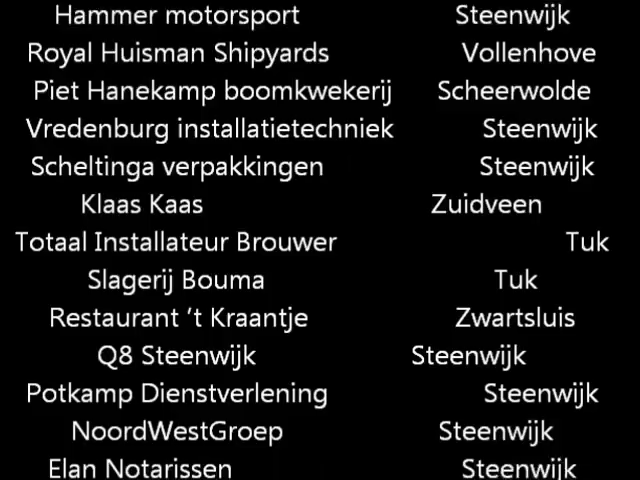 Hammer motorsport Steenwijk
Royal Huisman Shipyards Vollenhove
Piet Hanekamp boomkwekerij Scheerwolde
Vredenburg installatietechniek Steenwijk
Scheltinga verpakkingen Steenwijk
Klaas Kaas Zuidveen
Totaal Installateur Brouwer Tuk
Slagerij Bouma Tuk
Restaurant ‘t Kraantje Zwartsluis
Q8 Steenwijk Steenwijk
Potkamp Dienstverlening Steenwijk
NoordWestGroep Steenwijk
Elan Notarissen Steenwijk